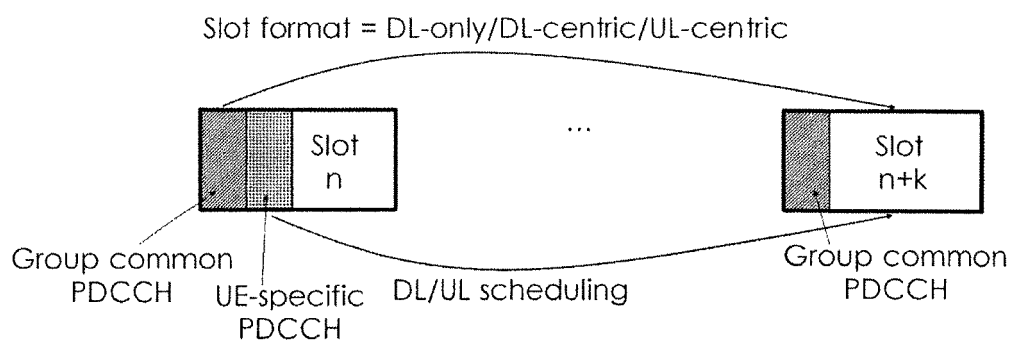 Slot format = DL-only/DL-centric/UL-centric
Slot
n
...
Slot
n+k
Group common
PDCCH
UE-specific
PDCCH
DL/UL scheduling
Group common
PDCCH